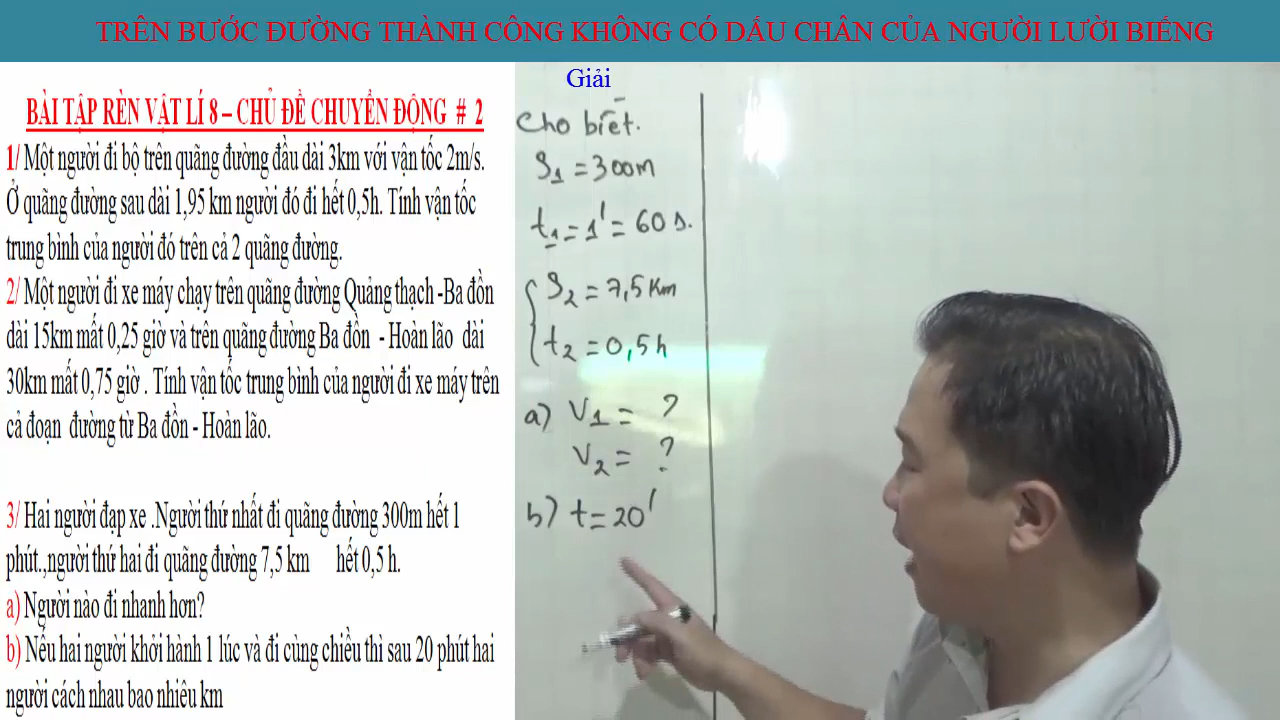 TRÊN BƯỚC ĐƯỜNG THÀNH CÔNG KHÔNG CÓ DẤU CHÂN CỦA NGƯỜI LƯỜI BIẾNG
BÀI TẬP RÈN VẬT LÍ 8 – CHỦ ĐỀ CHUYỂN ĐỘNG # 2
1/ Một người đi bộ trên quãng đường đầu dài 3km với vận tốc 2m/s.
Ở quãng đường sau dài 1,95 km người đó đi hết 0,5h. Tính vận tốc
trung bình của người đó trên cả 2 quãng đường.
2/ Một người đi xe máy chạy trên quãng đường Quảng thạch -Ba đồn
dài 15km mất 0,25 giờ và trên quãng đường Ba đồn - Hoàn lão dài
30km mất 0,75 giờ . Tính vận tốc trung bình của người đi xe máy trên
cả đoạn đường từ Ba đồn - Hoàn lão.
3/ Hai người đạp xe .Người thứ nhất đi quãng đường 300m hết 1
phút.,người thứ hai đi quãng đường 7,5 km hết 0,5 h.
a) Người nào đi nhanh hơn?
b) Nếu hai người khởi hành 1 lúc và đi cùng chiều thì sau 20 phút hai
người cách nhau bao nhiêu km
Giải
Cho biết.
S1 = 300m
t1 = 1' = 60 s.
S2 = 7,5 Km
t2 = 0,5 h
a) V1 = ?
V2 = ?
b) t = 20'